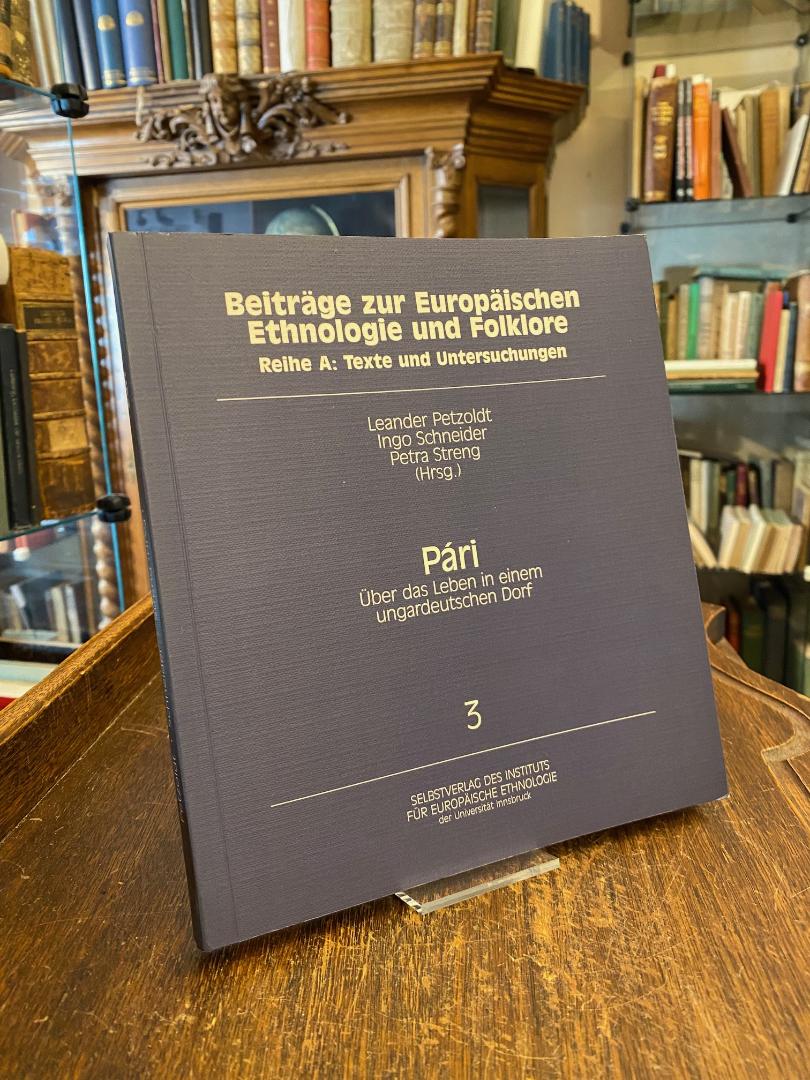 Beiträge zur Europäischen
Ethnologie und Folklore
Reihe A: Texte und Untersuchungen
Leander Petzoldt
Ingo Schneider
Petra Streng
(Hrsg.)
Pári
Über das Leben in einem
ungardeutschen Dorf
3
SELBSTVERLAG DES INSTITUTS
FÜR EUROPÄISCHE ETHNOLOGIE
der Universität Innsbruck